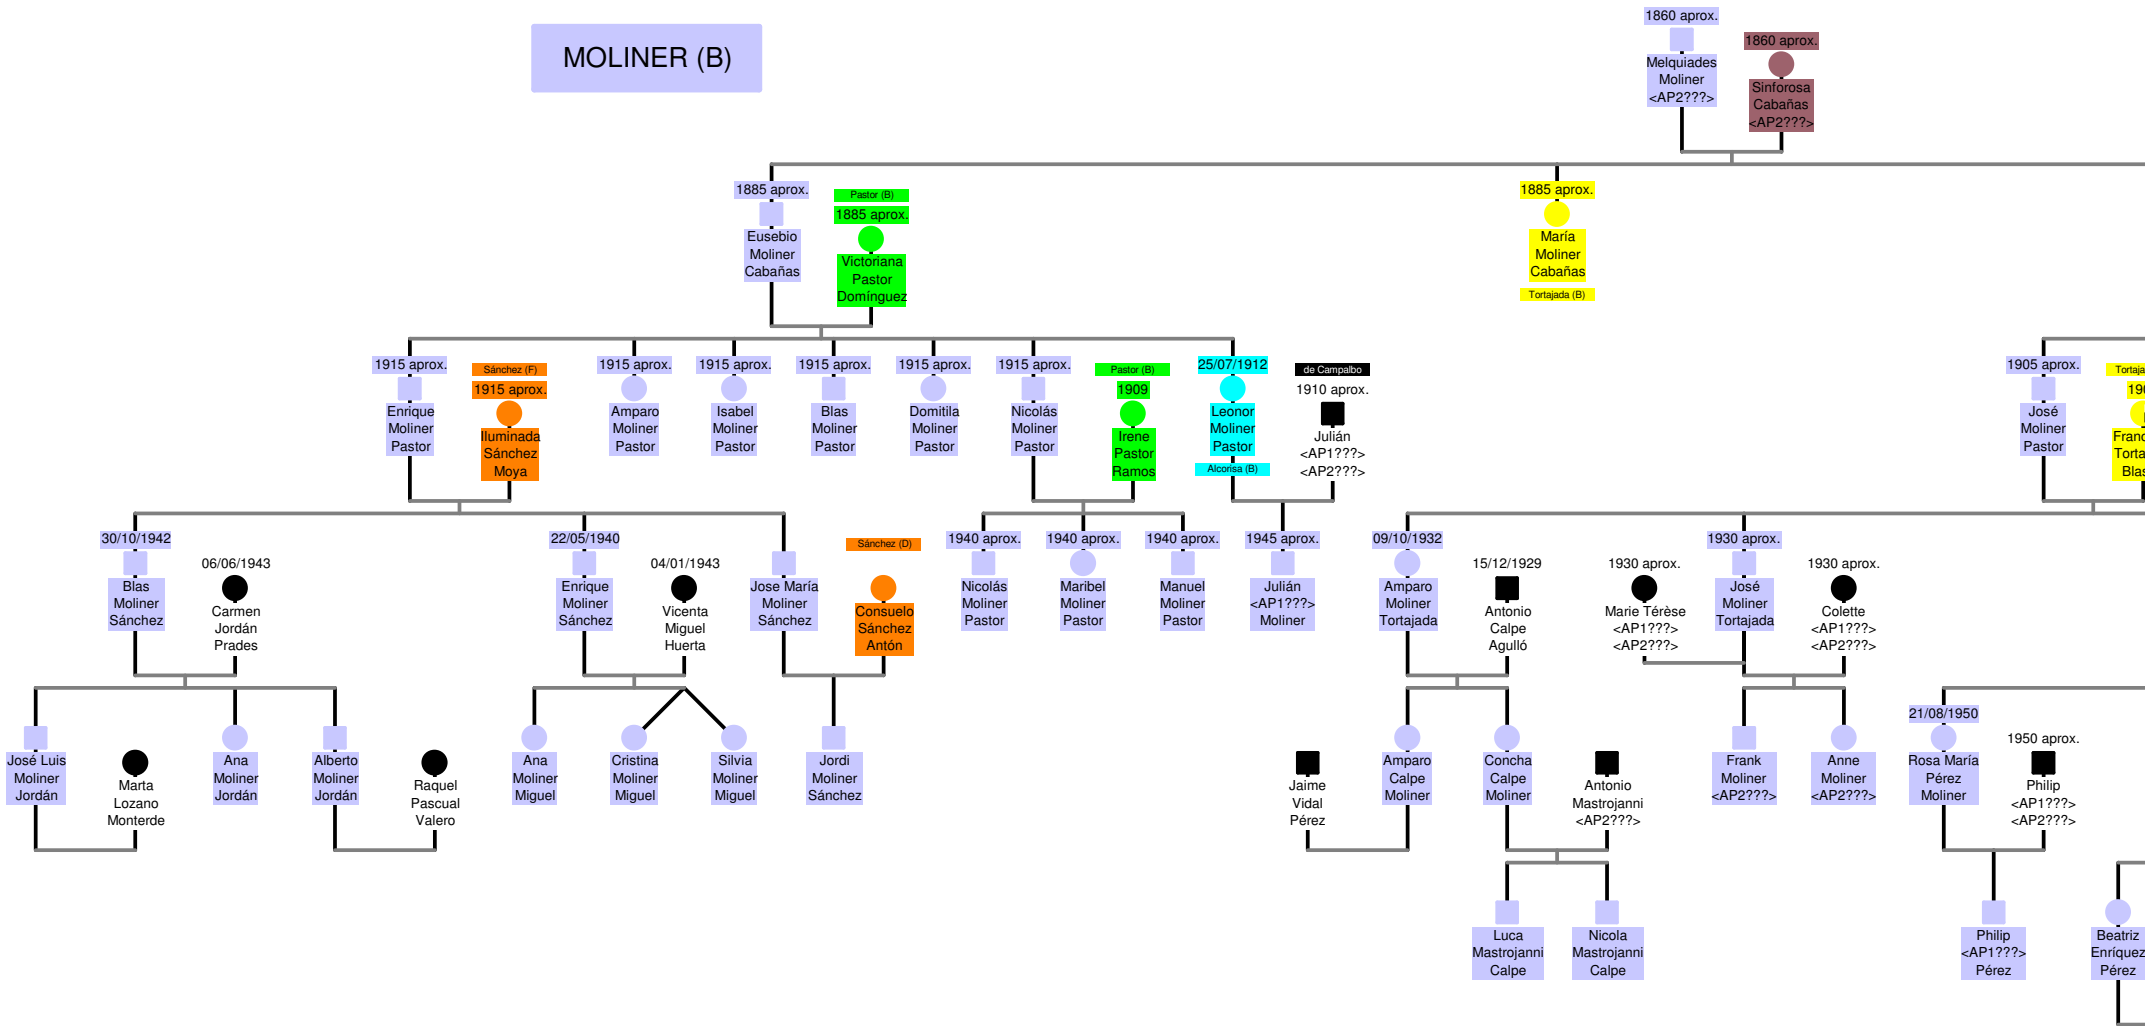 MOLINER (B)
1860 aprox.
Melquiades
Moliner
<AP2???>
1860 aprox.
Sinforosa
Cabañas
<AP2???>
1885 aprox.
Eusebio
Moliner
Cabañas
Pastor (B)
1885 aprox.
Victoriana
Pastor
Domínguez
1885 aprox.
María
Moliner
Cabañas
Tortajada (B)
1915 aprox.
Enrique
Moliner
Pastor
Sánchez (F)
1915 aprox.
Iluminada
Sánchez
Moya
1915 aprox.
Amparo
Moliner
Pastor
1915 aprox.
Isabel
Moliner
Pastor
1915 aprox.
Blas
Moliner
Pastor
1915 aprox.
Domitila
Moliner
Pastor
1915 aprox.
Nicolás
Moliner
Pastor
Pastor (B)
1909
Irene
Pastor
Ramos
25/07/1912
Leonor
Moliner
Pastor
Alcorisa (B)
de Campalbo
1910 aprox.
Julián
<AP1???>
<AP2???>
1905 aprox.
José
Moliner
Pastor
Tortaja
190
Franc
Torta
Blas
30/10/1942
Blas
Moliner
Sánchez
06/06/1943
Carmen
Jordán
Prades
22/05/1940
Enrique
Moliner
Sánchez
04/01/1943
Vicenta
Miguel
Huerta
Jose María
Moliner
Sánchez
Sánchez (D)
Consuelo
Sánchez
Antón
1940 aprox.
Nicolás
Moliner
Pastor
1940 aprox.
Maribel
Moliner
Pastor
1940 aprox.
Manuel
Moliner
Pastor
1945 aprox.
Julián
<AP1???>
Moliner
09/10/1932
Amparo
Moliner
Tortajada
15/12/1929
Antonio
Calpe
Agulló
1930 aprox.
Marie Térèse
<AP1???>
<AP2???>
1930 aprox.
José
Moliner
Tortajada
1930 aprox.
Colette
<AP1???>
<AP2???>
José Luis
Moliner
Jordán
Marta
Lozano
Monterde
Ana
Moliner
Jordán
Alberto
Moliner
Jordán
Raquel
Pascual
Valero
Ana
Moliner
Miguel
Cristina
Moliner
Miguel
Silvia
Moliner
Miguel
Jordi
Moliner
Sánchez
Jaime
Vidal
Pérez
Amparo
Calpe
Moliner
Concha
Calpe
Moliner
Antonio
Mastrojanni
<AP2???>
Frank
Moliner
<AP2???>
Anne
Moliner
<AP2???>
21/08/1950
Rosa María
Pérez
Moliner
1950 aprox.
Philip
<AP1???>
<AP2???>
Luca
Mastrojanni
Calpe
Nicola
Mastrojanni
Calpe
Philip
<AP1???>
Pérez
Beatriz
Enríquez
Pérez